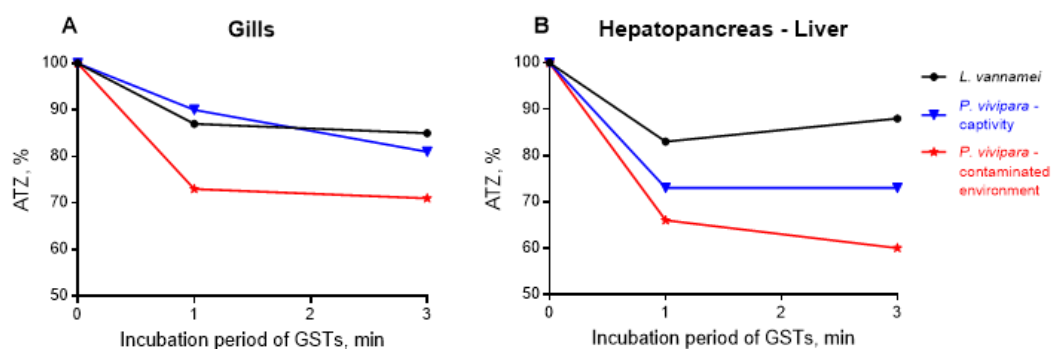 A
Gills
100
90
80
70
60
50
ATZ, %
0
1
2
3
Incubation period of GSTs, min
B
Hepatopancreas - Liver
100
90
80
70
60
50
ATZ, %
0
1
2
3
Incubation period of GSTs, min
L. vannamei
P. vivipara -
captivity
P. vivipara -
contaminated
environment